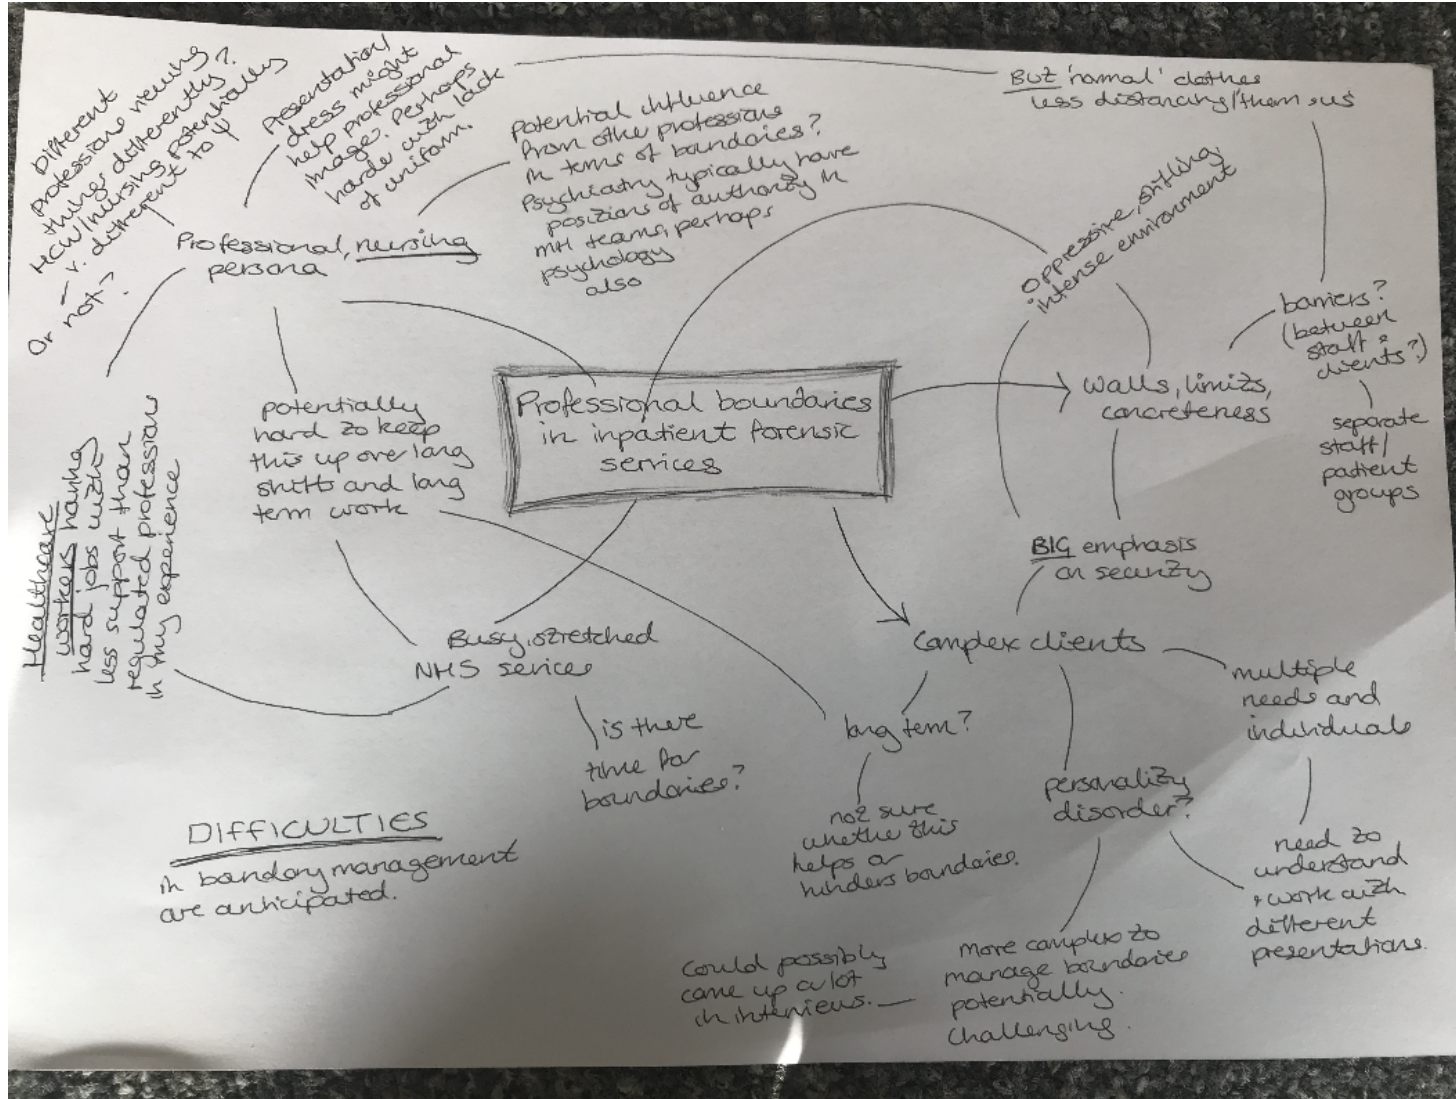 Different
professions viewing
things differently?
HCW/nursing potentially
v. different to Ψ
Or not?
Presentation/
dress might
help professional
image. Perhaps
harder with lack
of uniform.
BUT 'normal' clothes
less distancing/them + us
Potential influence
from other professions
in terms of boundaries?
Psychiatry typically have
positions of authority in
MH teams, perhaps
psychology
also
Professional, nursing
persona
Oppressive, stifling,
intense environment
barriers?
(between
staff +
clients?)
separate
staff/
patient
groups
Walls, limits,
concreteness
Professional boundaries
in inpatient forensic
services
potentially
hard to keep
this up over long
shifts and long
term work
Healthcare
workers having
hard jobs with
less support than
regulated professions
in my experience
BIG emphasis
on security
Busy, stretched
NHS services
is there
time for
boundaries?
Complex clients
multiple
needs and
individuals
long term?
not sure
whether this
helps or
hinders boundaries.
personality
disorder?
need to
understand
+ work with
different
presentations.
More complex to
manage boundaries
potentially.
Challenging.
Could possibly
come up a lot
in interviews.
DIFFICULTIES
in boundary management
are anticipated.